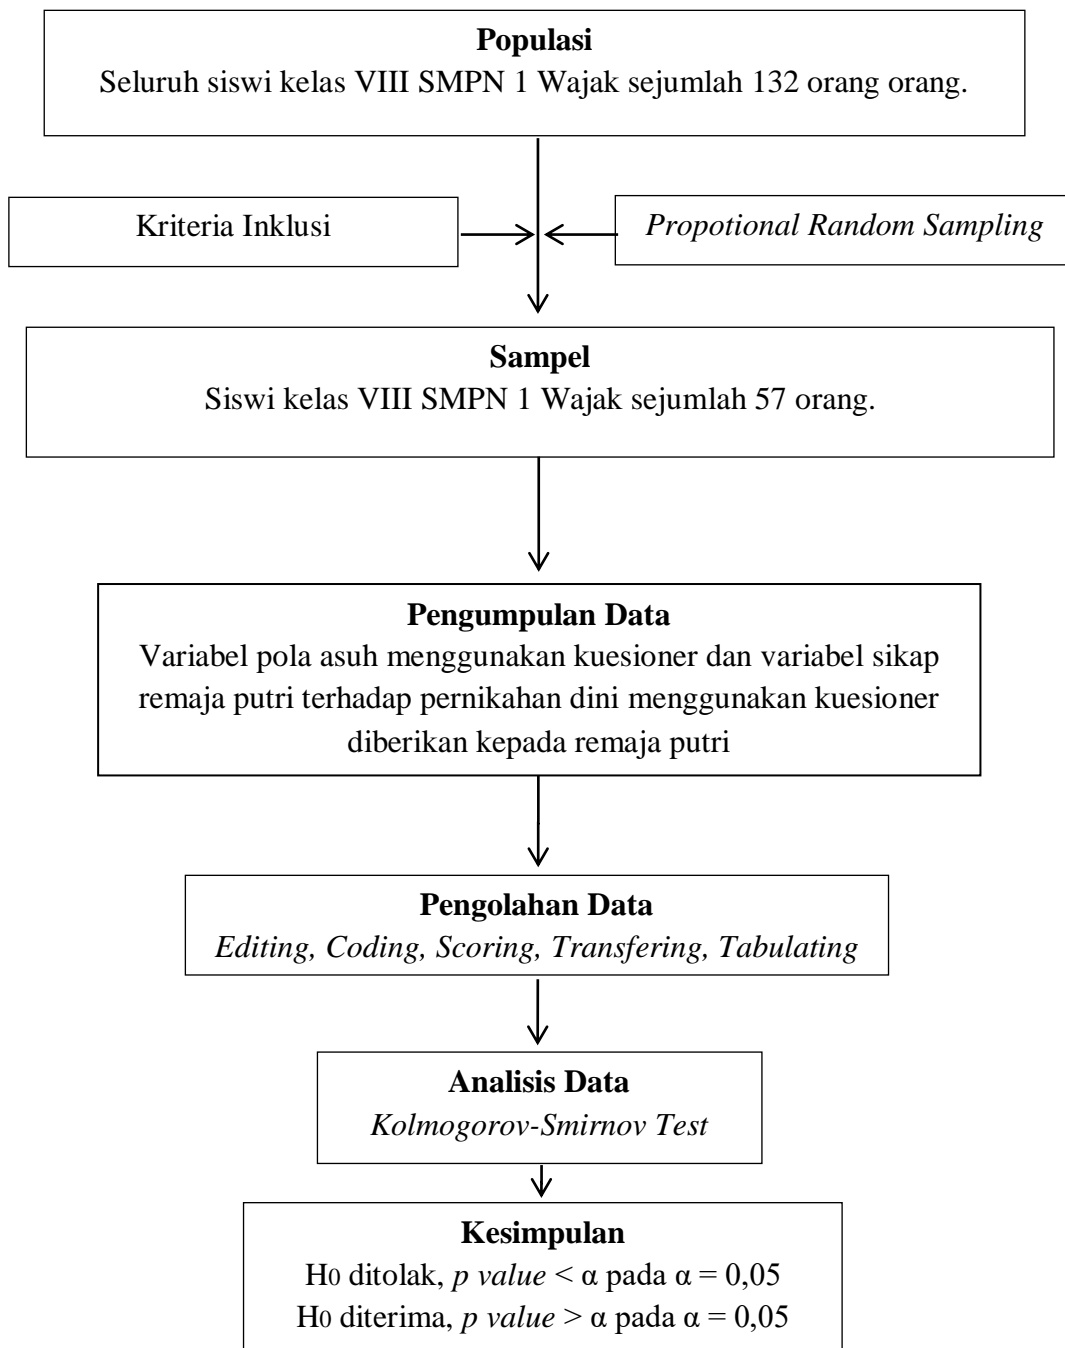 Populasi
Seluruh siswi kelas VIII SMPN 1 Wajak sejumlah 132 orang orang.
Kriteria Inklusi
Propotional Random Sampling
Sampel
Siswi kelas VIII SMPN 1 Wajak sejumlah 57 orang.
Pengumpulan Data
Variabel pola asuh menggunakan kuesioner dan variabel sikap
remaja putri terhadap pernikahan dini menggunakan kuesioner
diberikan kepada remaja putri
Pengolahan Data
Editing, Coding, Scoring, Transfering, Tabulating
Analisis Data
Kolmogorov-Smirnov Test
Kesimpulan
H0 ditolak, p value < α pada α = 0,05
H0 diterima, p value > α pada α = 0,05